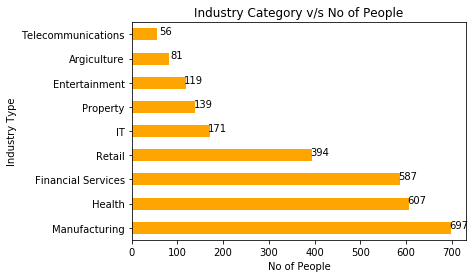 Industry Category v/s No of People
Telecommunications 56
Argiculture 81
Entertainment 119
Property 139
IT 171
Retail 394
Financial Services 587
Health 607
Manufacturing 697
Industry Type
0 100 200 300 400 500 600 700
No of People